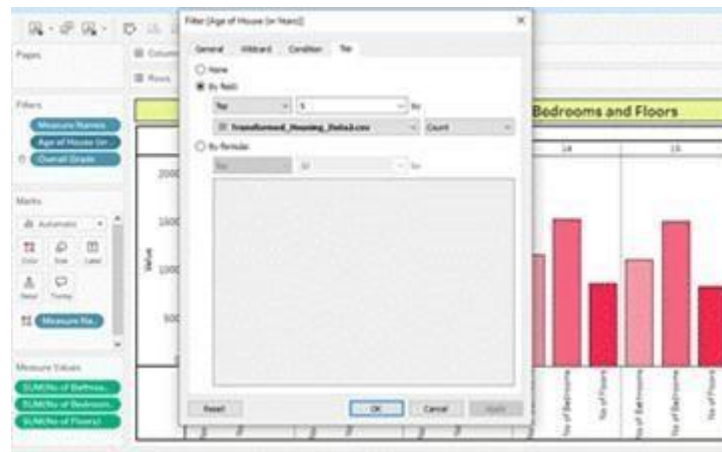 Filter [Age of House (in Years)]
General Wildcard Condition Top
None
By field:
Top 5 by
Transformed_Housing_Data2.csv Count
By formula:
Top 10 by
Reset OK Cancel Apply
Pages
Columns
Rows
Filters
Measure Names
Age of House (in ..
Overall Grade
Marks
Automatic
Color Size Label
Detail Tooltip
Measure Na..
Measure Values
SUM(No of Bathroo..
SUM(No of Bedroom..
SUM(No of Floors)
Bedrooms and Floors
14
Value
2000
1500
1000
500
No of Bedrooms
No of Floors
No of Bathrooms
No of Bedrooms
No of Floors